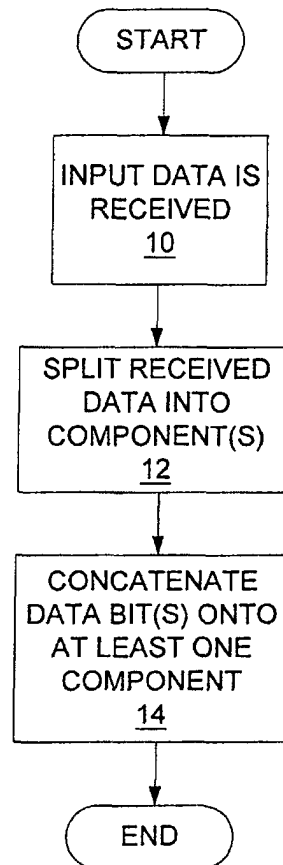 START
INPUT DATA IS
RECEIVED
10
SPLIT RECEIVED
DATA INTO
COMPONENT(S)
12
CONCATENATE
DATA BIT(S) ONTO
AT LEAST ONE
COMPONENT
14
END